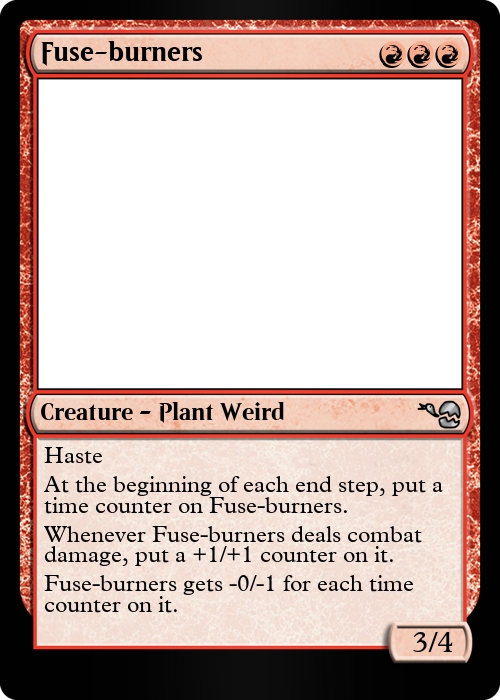 Fuse-burners
Creature - Plant Weird
Haste
At the beginning of each end step, put a
time counter on Fuse-burners.
Whenever Fuse-burners deals combat
damage, put a +1/+1 counter on it.
Fuse-burners gets -0/-1 for each time
counter on it.
3/4